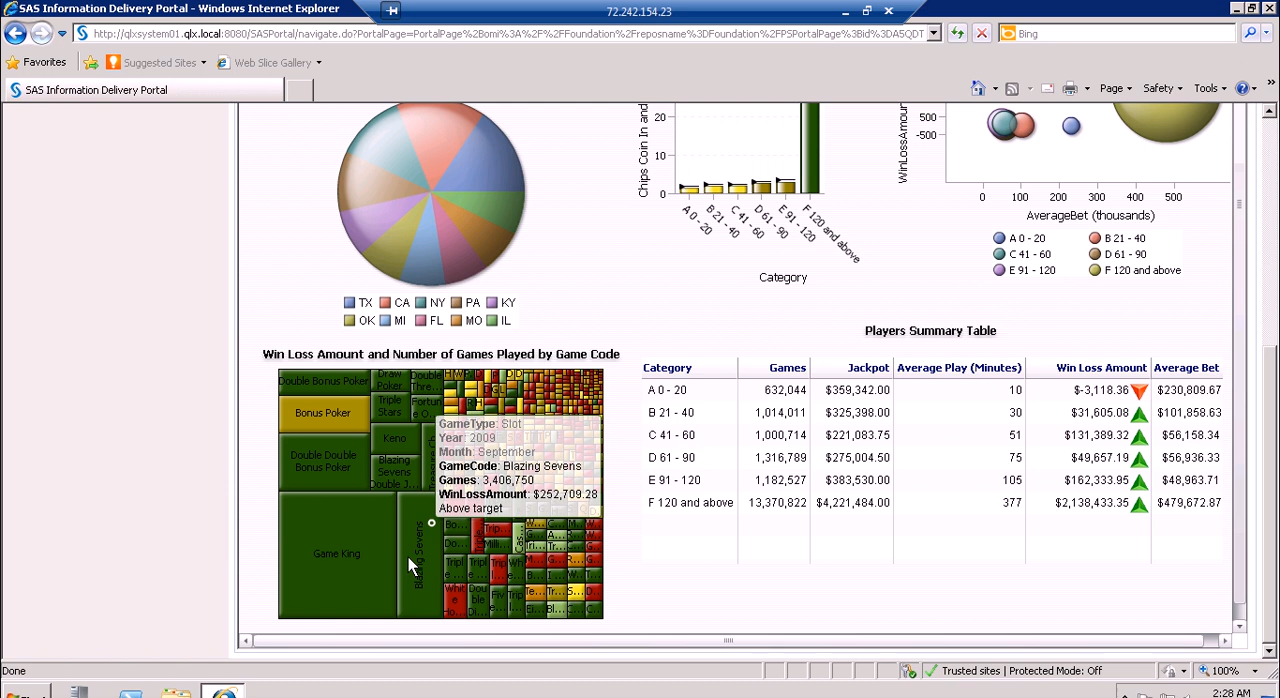 SAS Information Delivery Portal - Windows Internet Explorer
72.242.154.23
http://qlxsystem01.qlx.local:8080/SASPortal/navigate.do?PortalPage=PortalPage%2Bomi%3A%2F%2FFoundation%2Freposname%3DFoundation%2FPSPortalPage%3Bid%3DA5QDT
Bing
Favorites
Suggested Sites
Web Slice Gallery
SAS Information Delivery Portal
Page
Safety
Tools
TX CA NY PA KY
OK MI FL MO IL
Chips Coin In and
20
10
0
A 0 - 20
B 21 - 40
C 41 - 60
D 61 - 90
E 91 - 120
F 120 and above
Category
WinLossAmoun
500
-500
0 100 200 300 400 500
AverageBet (thousands)
A 0 - 20 B 21 - 40
C 41 - 60 D 61 - 90
E 91 - 120 F 120 and above
Win Loss Amount and Number of Games Played by Game Code
Double Bonus Poker
Bonus Poker
Double Double
Bonus Poker
Game King
Draw
Poker
Double
Thre...
Triple
Stars
Fortun
e O...
Keno
Blazing
Sevens
Double J...
Blazing Sevens
GameType: Slot
Year: 2009
Month: September
GameCode: Blazing Sevens
Games: 3,406,750
WinLossAmount: $252,709.28
Above target
Players Summary Table
Category Games Jackpot Average Play (Minutes) Win Loss Amount Average Bet
A 0 - 20 632,044 $359,342.00 10 $-3,118.36 $230,809.67
B 21 - 40 1,014,011 $325,398.00 30 $31,605.08 $101,858.63
C 41 - 60 1,000,714 $221,083.75 51 $131,389.32 $56,158.34
D 61 - 90 1,316,789 $275,004.50 75 $49,857.19 $56,936.33
E 91 - 120 1,182,527 $383,530.00 105 $162,333.95 $48,963.71
F 120 and above 13,370,822 $4,221,484.00 377 $2,138,433.35 $479,672.87
Done
Trusted sites | Protected Mode: Off
100%
2:28 AM